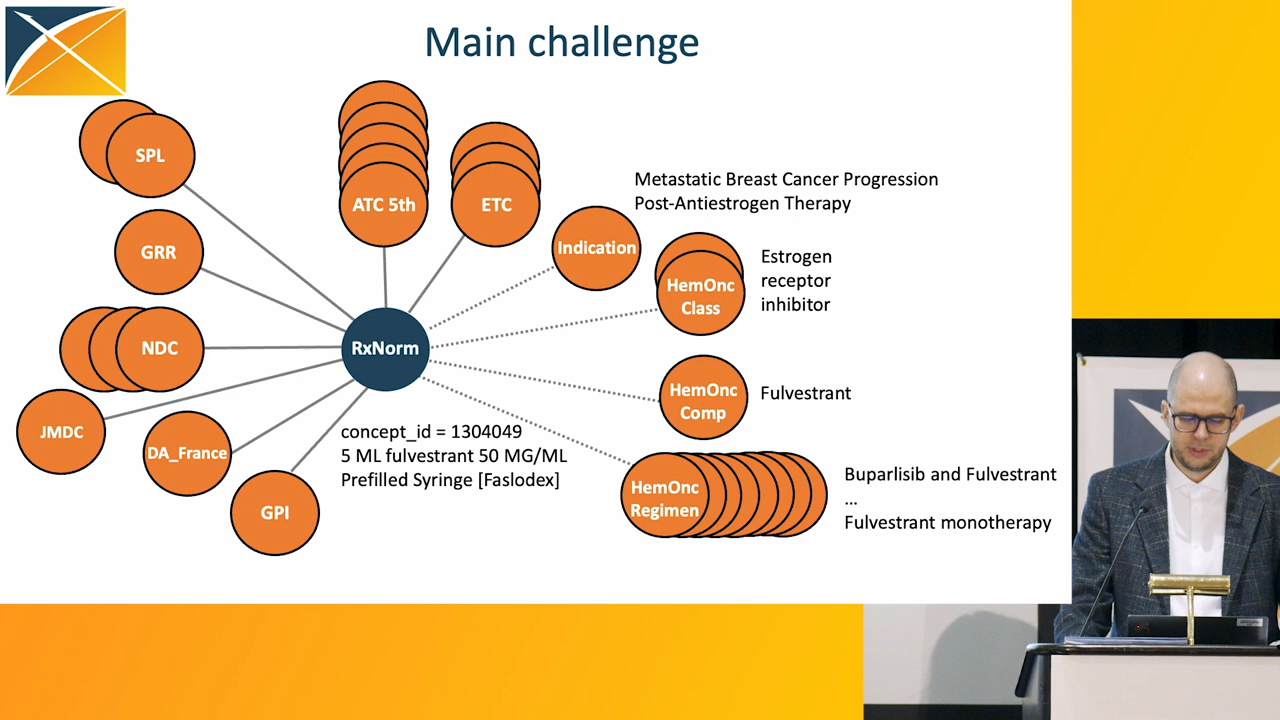 Main challenge
SPL
ATC 5th
ETC
Metastatic Breast Cancer Progression
Post-Antiestrogen Therapy
GRR
Indication
HemOnc
Class
Estrogen
receptor
inhibitor
NDC
RxNorm
HemOnc
Comp
Fulvestrant
JMDC
DA_France
concept_id = 1304049
5 ML fulvestrant 50 MG/ML
Prefilled Syringe [Faslodex]
GPI
HemOnc
Regimen
Buparlisib and Fulvestrant
...
Fulvestrant monotherapy